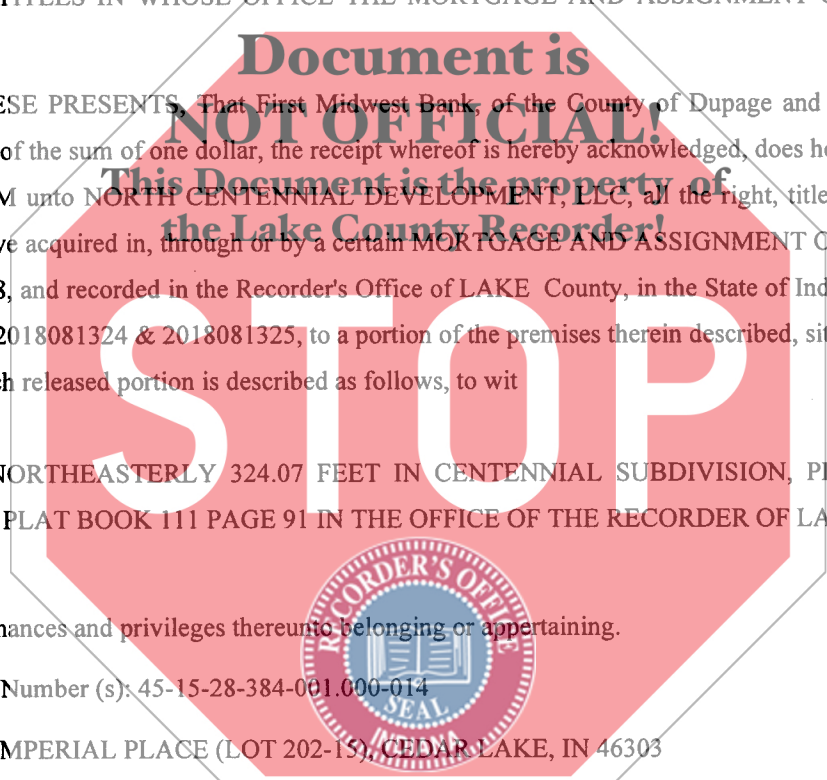 TITLES IN WHOSE OFFICE THE MORTGAGE AND ASSIGNMENT
Document is
ESE PRESENTS, That First Midwest Bank, of the County of Dupage and
NOT OFFICIAL!
of the sum of one dollar, the receipt whereof is hereby acknowledged, does
This Document is the property of
M unto NORTH CENTENNIAL DEVELOPMENT, LLC, all the right, title
the Lake County Recorder!
ve acquired in, through or by a certain MORTGAGE AND ASSIGNMENT
8, and recorded in the Recorder's Office of LAKE County, in the State of Ind
2018081324 & 2018081325, to a portion of the premises therein described, sit
STOP
h released portion is described as follows, to wit
NORTHEASTERLY 324.07 FEET IN CENTENNIAL SUBDIVISION,
PLAT BOOK 111 PAGE 91 IN THE OFFICE OF THE RECORDER OF LA
RECORDER'S OFFICE
nances and privileges thereunto belonging or appertaining.
Number (s): 45-15-28-384-001.000-014
SEAL
INDIANA
MPERIAL PLACE (LOT 202-15), CEDAR LAKE, IN 46303